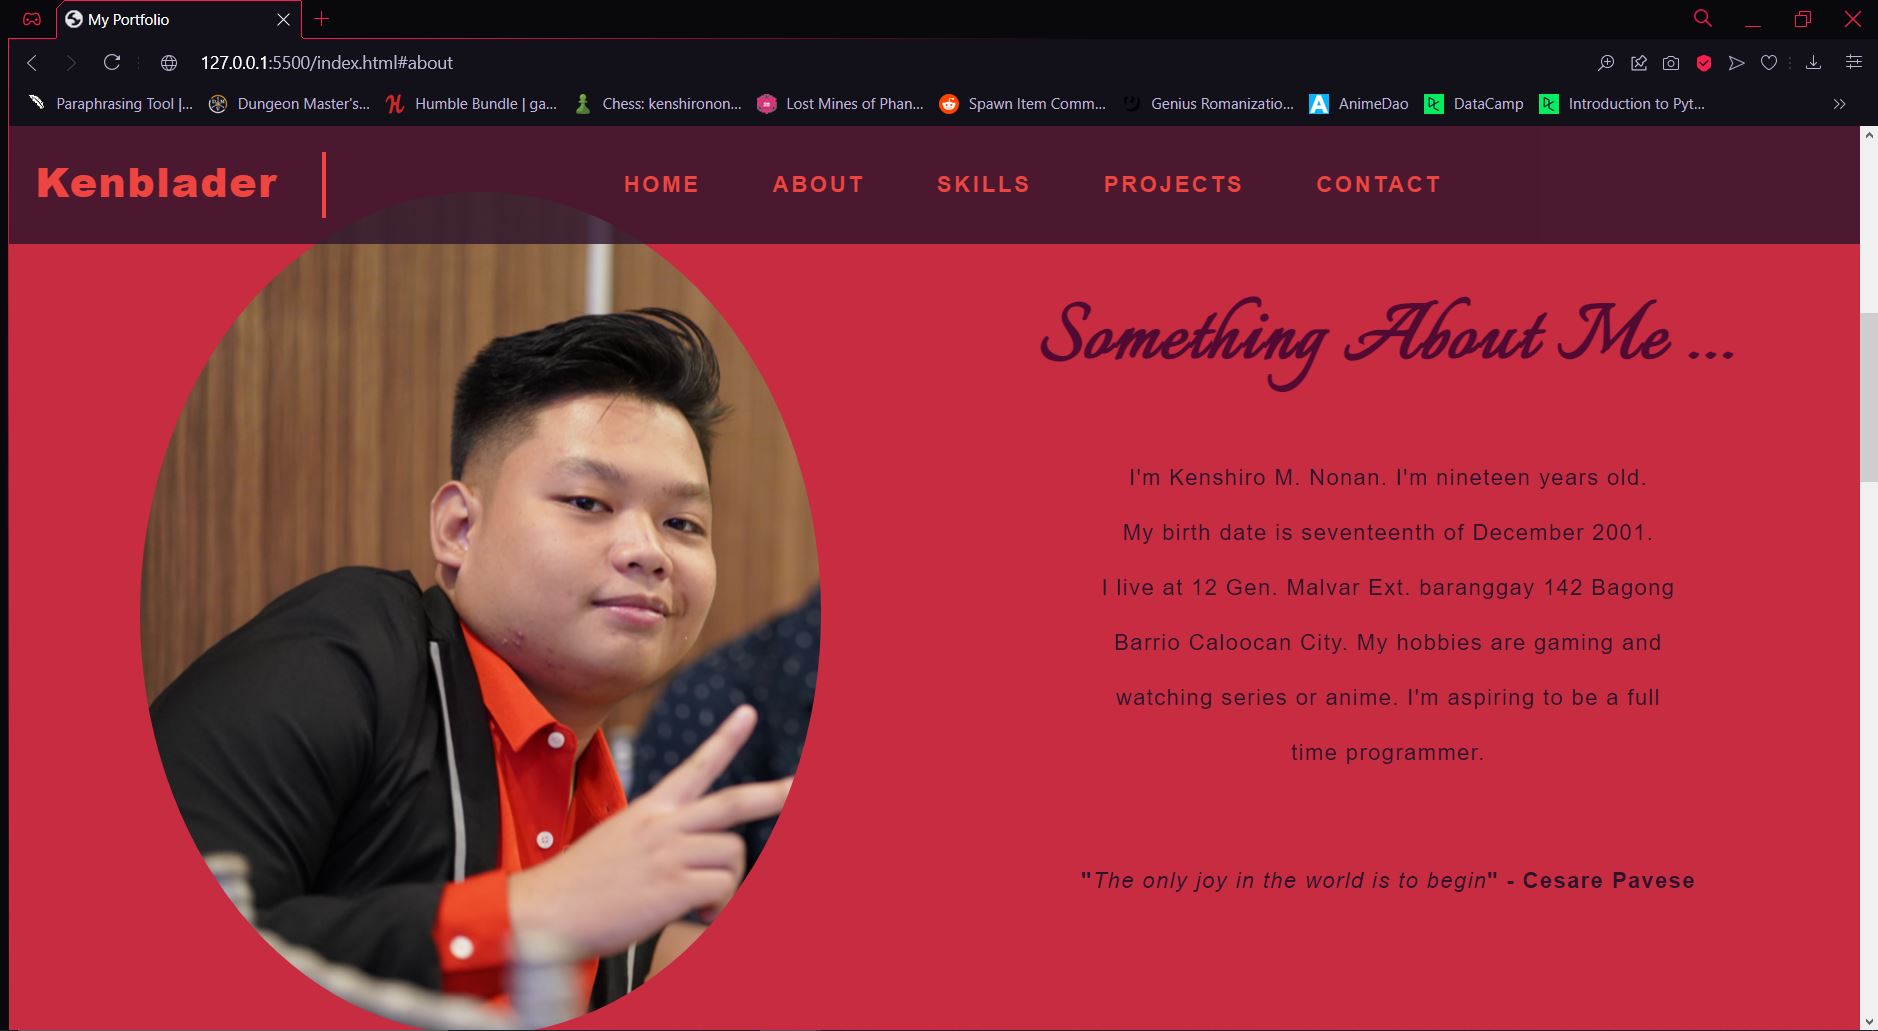 My Portfolio
127.0.0.1:5500/index.html#about
Paraphrasing Tool |... Dungeon Master's... Humble Bundle | ga... Chess: kenshironon... Lost Mines of Phan... Spawn Item Comm... Genius Romanizatio... AnimeDao DataCamp Introduction to Pyt...
Kenblader
HOME ABOUT SKILLS PROJECTS CONTACT
Something About Me ...
I'm Kenshiro M. Nonan. I'm nineteen years old.
My birth date is seventeenth of December 2001.
I live at 12 Gen. Malvar Ext. baranggay 142 Bagong
Barrio Caloocan City. My hobbies are gaming and
watching series or anime. I'm aspiring to be a full
time programmer.
"The only joy in the world is to begin" - Cesare Pavese